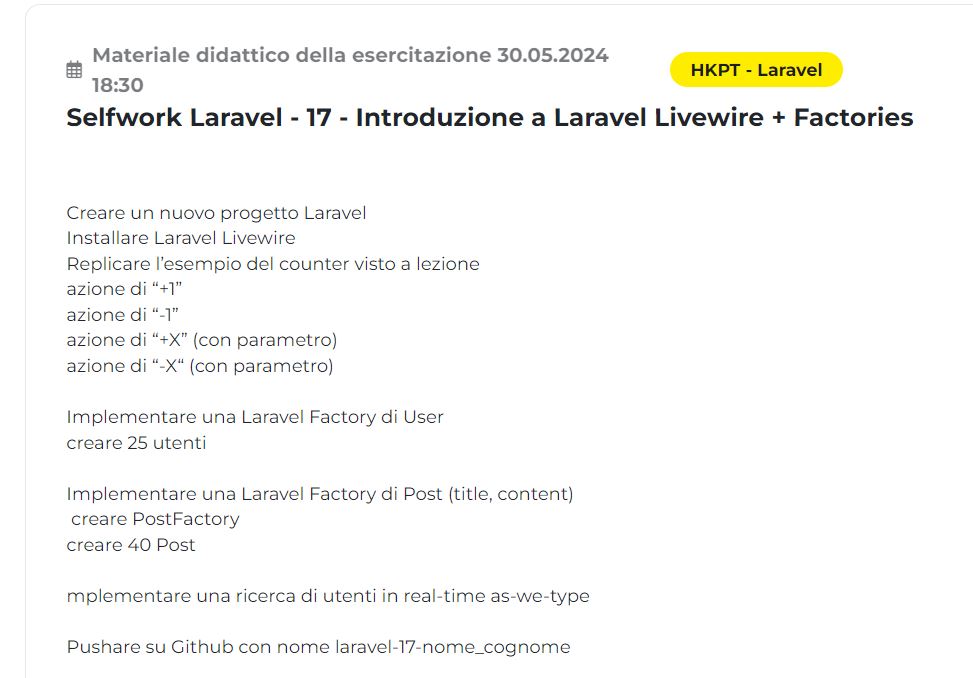 Materiale didattico della esercitazione 30.05.2024
18:30
HKPT - Laravel
Selfwork Laravel - 17 - Introduzione a Laravel Livewire + Factories
Creare un nuovo progetto Laravel
Installare Laravel Livewire
Replicare l’esempio del counter visto a lezione
azione di “+1”
azione di “-1”
azione di “+X” (con parametro)
azione di “-X“ (con parametro)
Implementare una Laravel Factory di User
creare 25 utenti
Implementare una Laravel Factory di Post (title, content)
creare PostFactory
creare 40 Post
mplementare una ricerca di utenti in real-time as-we-type
Pushare su Github con nome laravel-17-nome_cognome